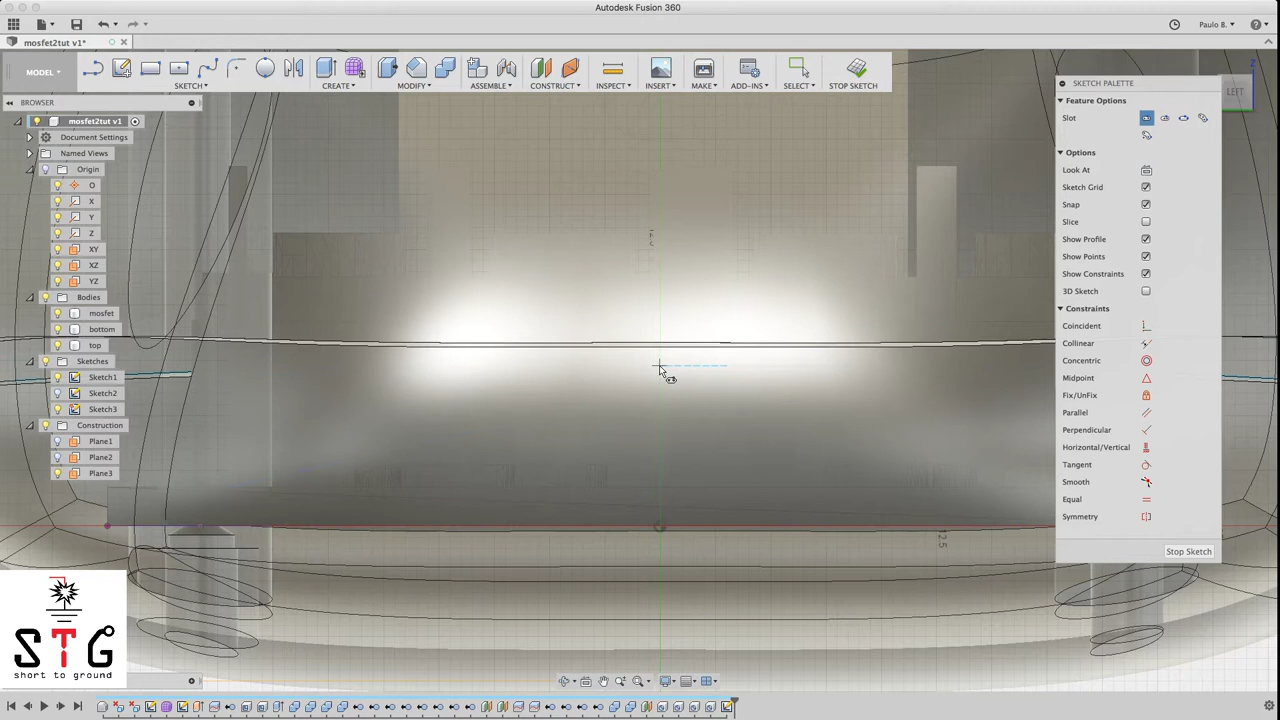 Autodesk Fusion 360
Paulo B.
mosfet2tut v1*
MODEL
SKETCH
CREATE
MODIFY
ASSEMBLE
CONSTRUCT
INSPECT
INSERT
MAKE
ADD-INS
SELECT
STOP SKETCH
BROWSER
mosfet2tut v1
Document Settings
Named Views
Origin
O
X
Y
Z
XY
XZ
YZ
Bodies
mosfet
bottom
top
Sketches
Sketch1
Sketch2
Sketch3
Construction
Plane1
Plane2
Plane3
Z
LEFT
SKETCH PALETTE
Feature Options
Slot
Options
Look At
Sketch Grid
Snap
Slice
Show Profile
Show Points
Show Constraints
3D Sketch
Constraints
Coincident
Collinear
Concentric
Midpoint
Fix/UnFix
Parallel
Perpendicular
Horizontal/Vertical
Tangent
Smooth
Equal
Symmetry
Stop Sketch
12.5
STG
short to ground